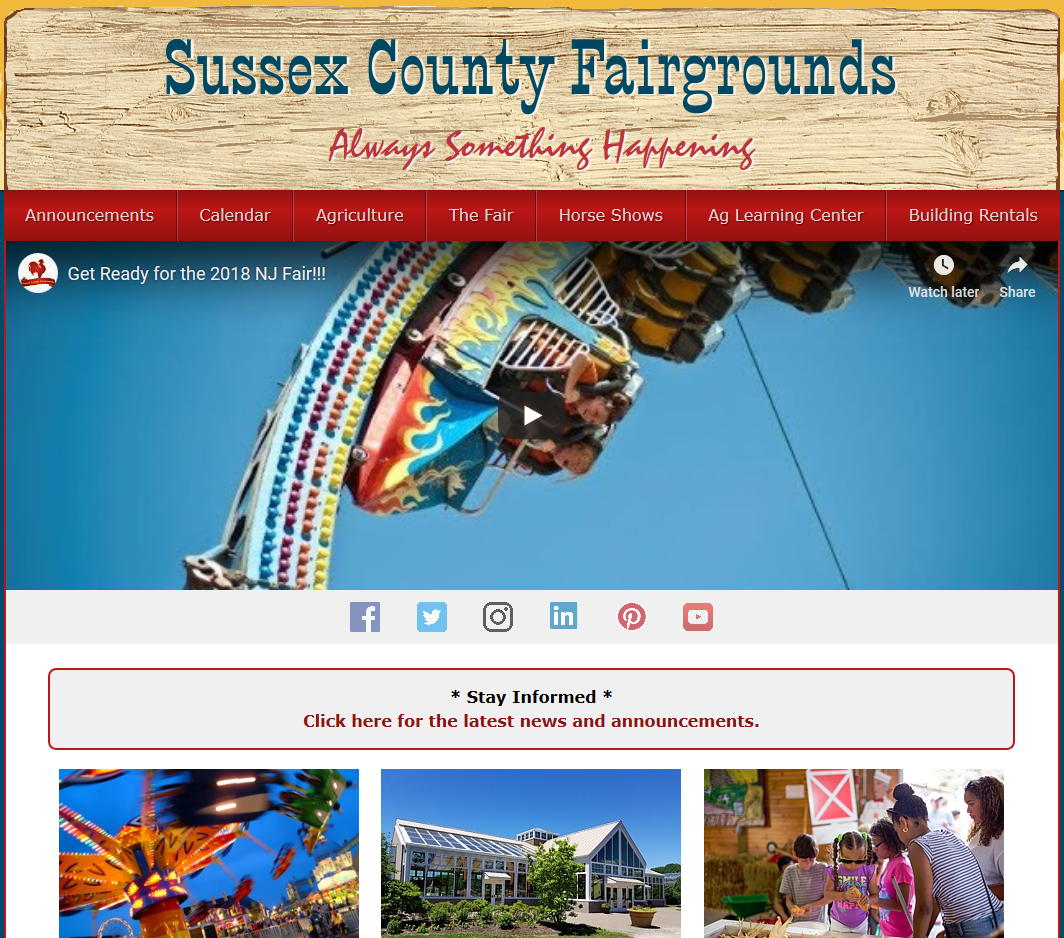 Sussex County Fairgrounds
Always Something Happening
Announcements
Calendar
Agriculture
The Fair
Horse Shows
Ag Learning Center
Building Rentals
Get Ready for the 2018 NJ Fair!!!
Watch later
Share
* Stay Informed *
Click here for the latest news and announcements.
SMILE